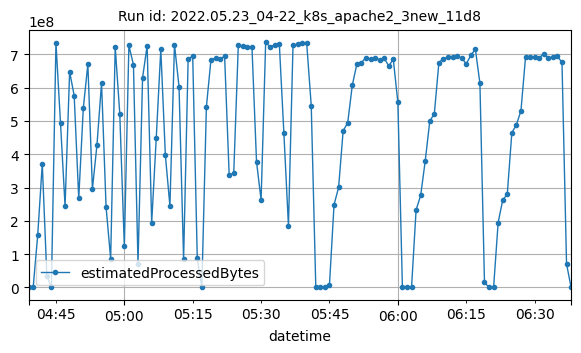 Run id: 2022.05.23_04-22_k8s_apache2_3new_11d8
1e8
7
6
5
4
3
2
1
0
estimatedProcessedBytes
04:45 05:00 05:15 05:30 05:45 06:00 06:15 06:30
datetime